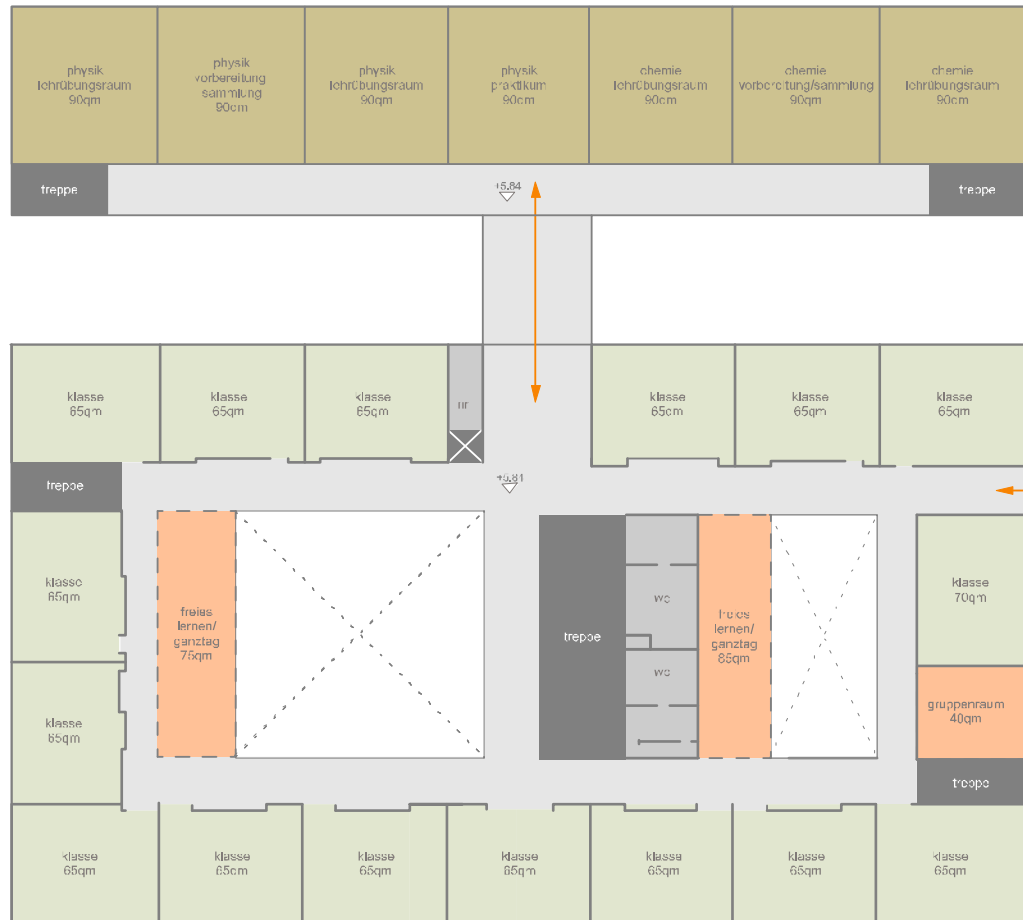 physik
lehrübungsraum
90qm
physik
vorbereitung
sammlung
90qm
physik
lehrübungsraum
90qm
physik
praktikum
90qm
chemie
lehrübungsraum
90qm
chemie
vorbereitung/sammlung
90qm
chemie
lehrübungsraum
90qm
treppe
+5.64
treppe
klasse
65qm
klasse
65qm
klasse
65qm
klasse
65qm
klasse
65qm
klasse
65qm
treppe
+5.81
klasse
65qm
freies
lernen/
ganztag
75qm
treppe
wc
wc
freies
lernen/
ganztag
85qm
klasse
70qm
klasse
65qm
gruppenraum
40qm
treppe
klasse
65qm
klasse
65qm
klasse
65qm
klasse
65qm
klasse
65qm
klasse
65qm
klasse
65qm